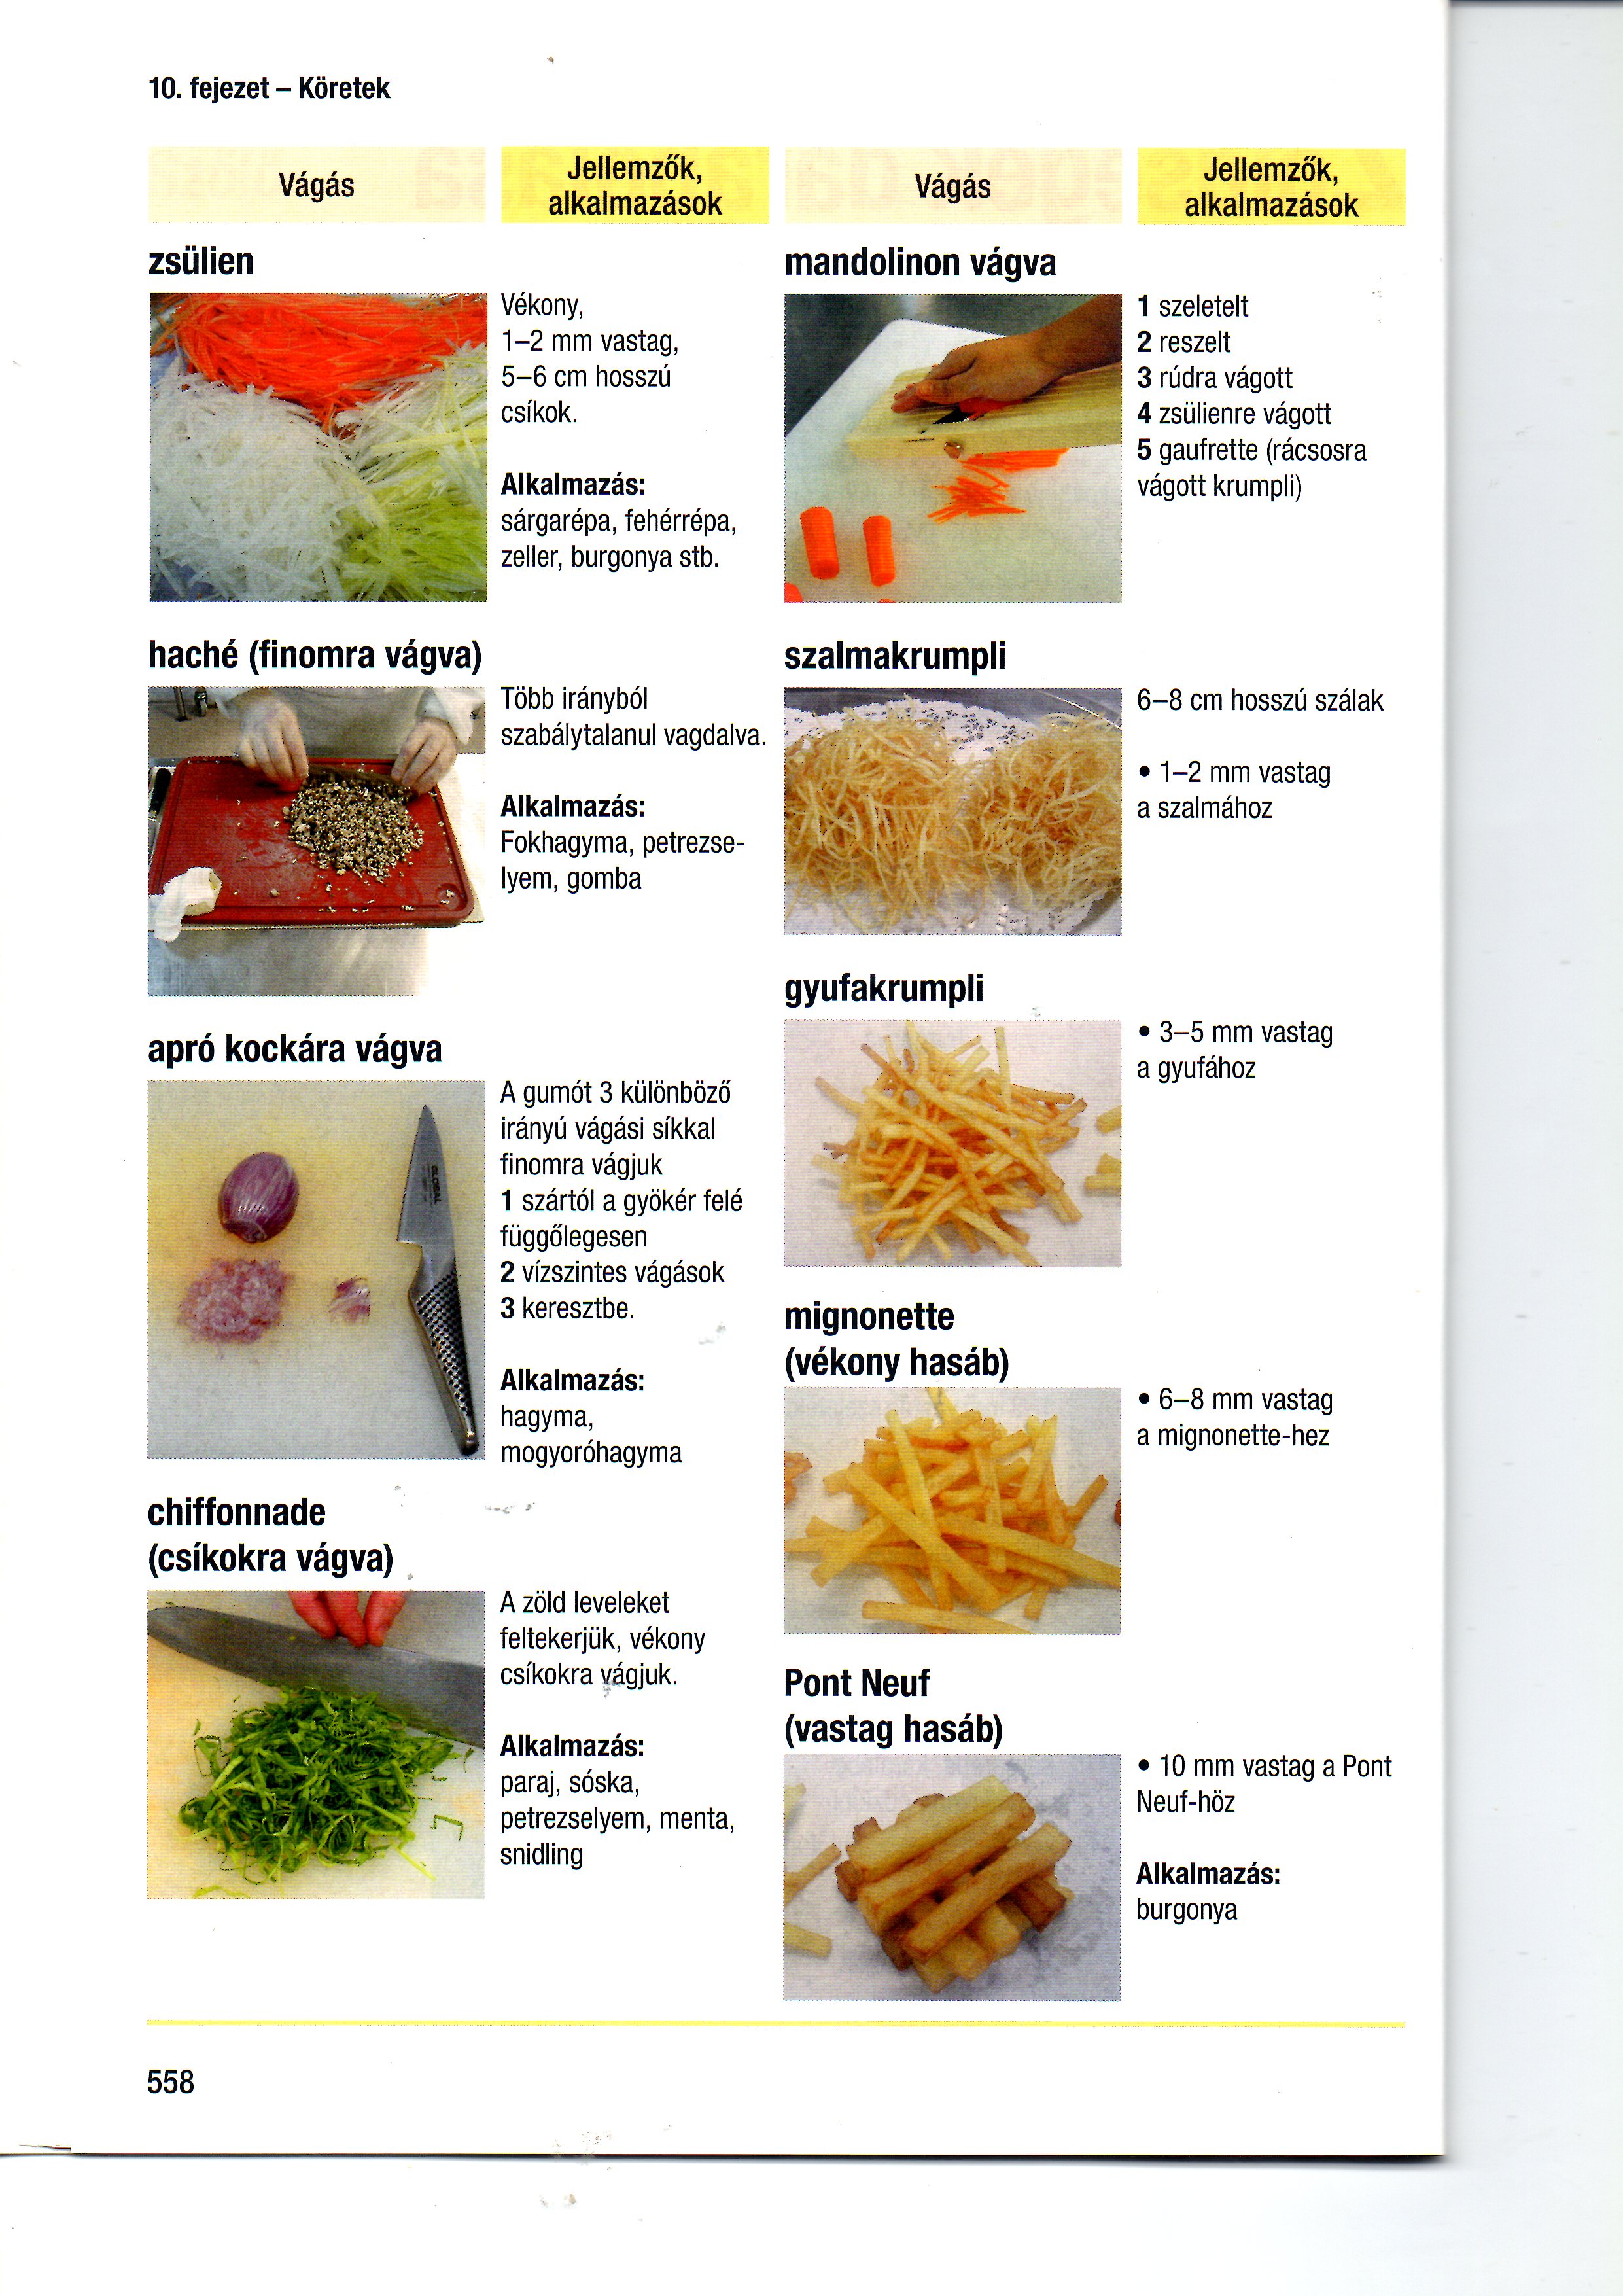 10. fejezet – Köretek
Vágás
Jellemzők,
alkalmazások
zsülien
Vékony,
1–2 mm vastag,
5–6 cm hosszú
csíkok.
Alkalmazás:
sárgarépa, fehérrépa,
zeller, burgonya stb.
haché (finomra vágva)
Több irányból
szabálytalanul vagdalva.
Alkalmazás:
Fokhagyma, petrezse-
lyem, gomba
apró kockára vágva
GLOBAL
A gumót 3 különböző
irányú vágási síkkal
finomra vágjuk
1 szártól a gyökér felé
függőlegesen
2 vízszintes vágások
3 keresztbe.
Alkalmazás:
hagyma,
mogyoróhagyma
chiffonnade
(csíkokra vágva)
A zöld leveleket
feltekerjük, vékony
csíkokra vágjuk.
Alkalmazás:
paraj, sóska,
petrezselyem, menta,
snidling
Vágás
Jellemzők,
alkalmazások
mandolinon vágva
1 szeletelt
2 reszelt
3 rúdra vágott
4 zsülienre vágott
5 gaufrette (rácsosra
vágott krumpli)
szalmakrumpli
6–8 cm hosszú szálak
• 1–2 mm vastag
a szalmához
gyufakrumpli
• 3–5 mm vastag
a gyufához
mignonette
(vékony hasáb)
• 6–8 mm vastag
a mignonette-hez
Pont Neuf
(vastag hasáb)
• 10 mm vastag a Pont
Neuf-höz
Alkalmazás:
burgonya
558